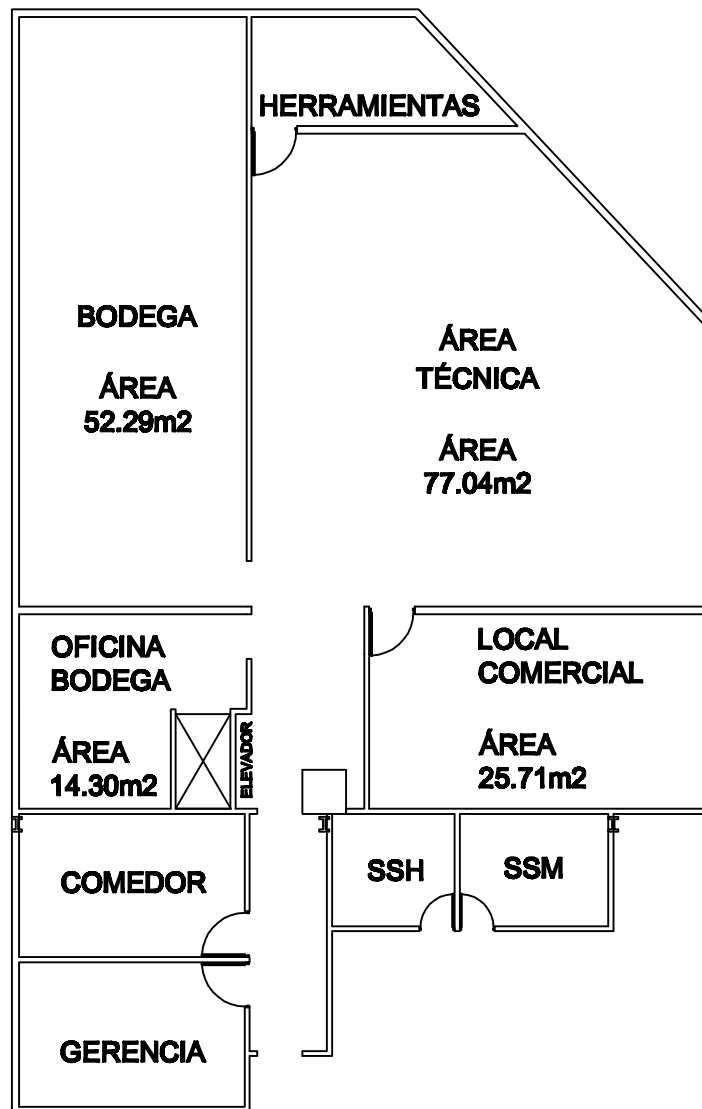 HERRAMIENTAS
BODEGA
ÁREA
52.29m2
ÁREA
TÉCNICA
ÁREA
77.04m2
OFICINA
BODEGA
ÁREA
14.30m2
ELEVADOR
LOCAL
COMERCIAL
ÁREA
25.71m2
COMEDOR
SSH
SSM
GERENCIA